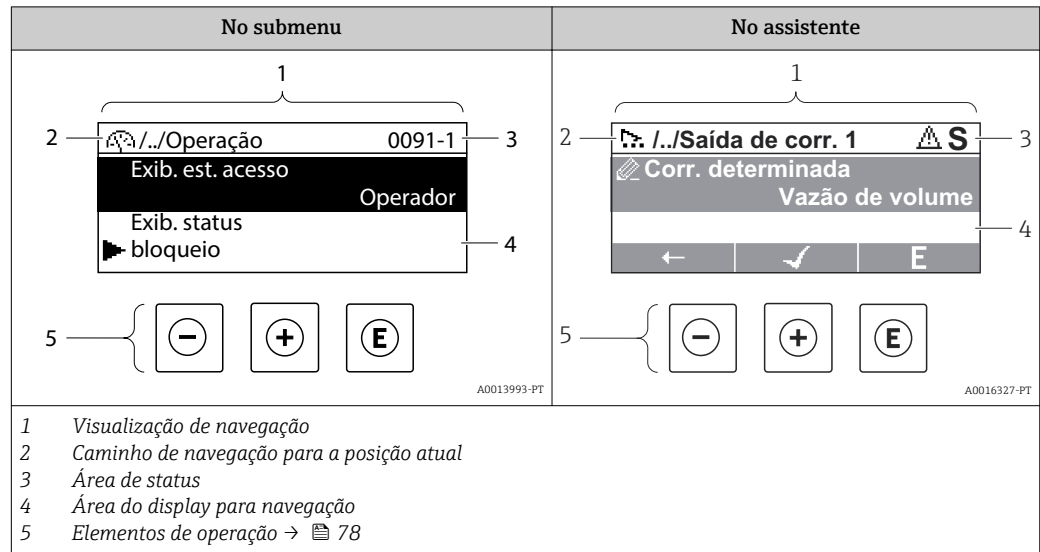 No submenu
No assistente
1
2
/../Operação 0091-1
3
Exib. est. acesso
Operador
Exib. status
bloqueio
4
5
- + E
A0013993-PT
1
2
/../Saída de corr. 1 S
3
Corr. determinada
Vazão de volume
4
E
5
- + E
A0016327-PT
1 Visualização de navegação
2 Caminho de navegação para a posição atual
3 Área de status
4 Área do display para navegação
5 Elementos de operação → 78